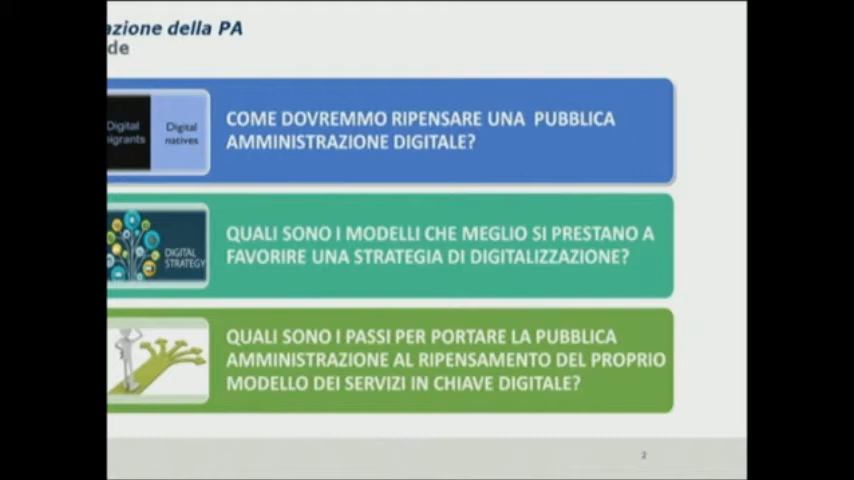 azione della PA
de
Digital
igrants
Digital
natives
COME DOVREMMO RIPENSARE UNA PUBBLICA
AMMINISTRAZIONE DIGITALE?
DIGITAL
STRATEGY
QUALI SONO I MODELLI CHE MEGLIO SI PRESTANO A
FAVORIRE UNA STRATEGIA DI DIGITALIZZAZIONE?
QUALI SONO I PASSI PER PORTARE LA PUBBLICA
AMMINISTRAZIONE AL RIPENSAMENTO DEL PROPRIO
MODELLO DEI SERVIZI IN CHIAVE DIGITALE?
2